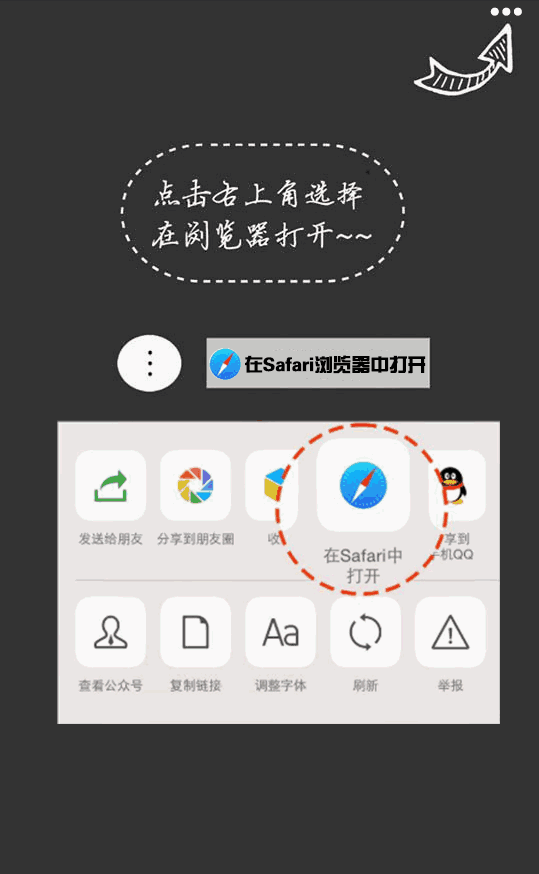 点击右上角选择
在浏览器打开~~
在Safari浏览器中打开
发送给朋友
分享到朋友圈
收
在Safari中
打开
享到
手机QQ
Aa
查看公众号
复制链接
调整字体
刷新
举报